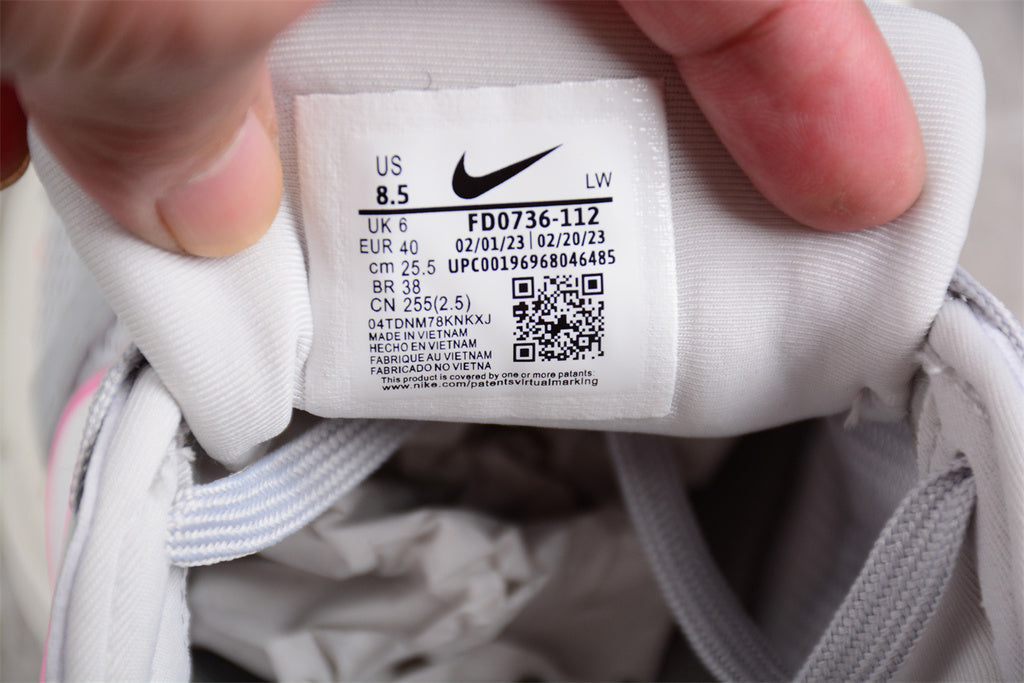 US
8.5
LW
UK 6
FD0736-112
EUR 40
02/01/23 | 02/20/23
cm 25.5
UPC00196968046485
BR 38
CN 255(2.5)
04TDNM78KNKXJ
MADE IN VIETNAM
HECHO EN VIETNAM
FABRIQUE AU VIETNAM
FABRICADO NO VIETNA
This product is covered by one or more patents:
www.nike.com/patentsvirtualmarking